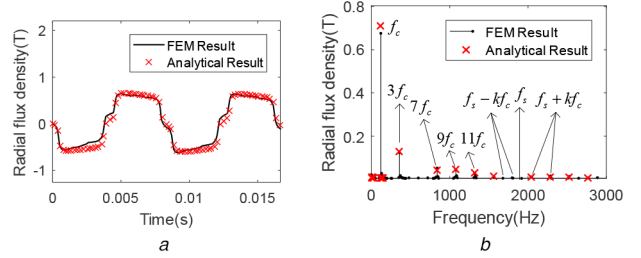 Radial flux density(T)
2
1
0
-1
FEM Result
Analytical Result
0
0.005
0.01
0.015
Time(s)
a
Radial flux density(T)
0.8
0.6
0.4
0.2
FEM Result
Analytical Result
f_c
3f_c
7f_c
9f_c
11f_c
f_s−kf_c
f_s
f_s+kf_c
0
1000
2000
3000
Frequency(Hz)
b